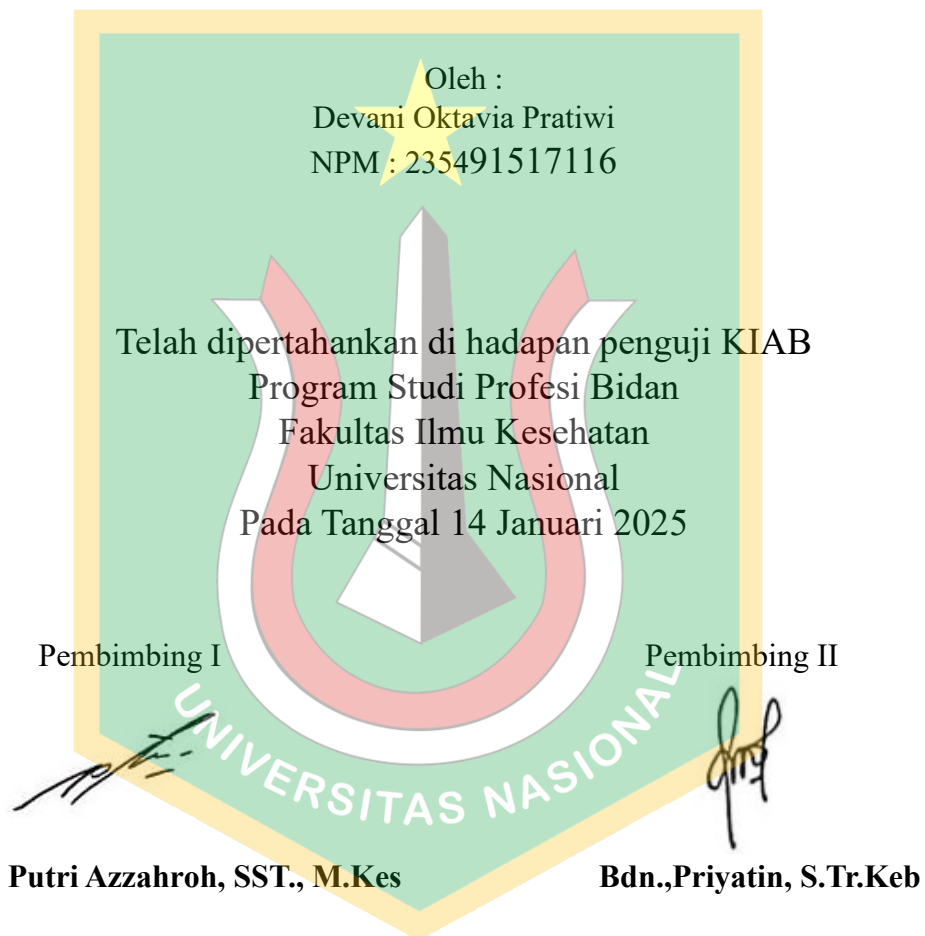 Oleh :
Devani Oktavia Pratiwi
NPM : 235491517116
Telah dipertahankan di hadapan penguji KIAB
Program Studi Profesi Bidan
Fakultas Ilmu Kesehatan
Universitas Nasional
Pada Tanggal 14 Januari 2025
Pembimbing I
Pembimbing II
UNIVERSITAS NASIONAL
Putri Azzahroh, SST., M.Kes
Bdn.,Priyatin, S.Tr.Keb